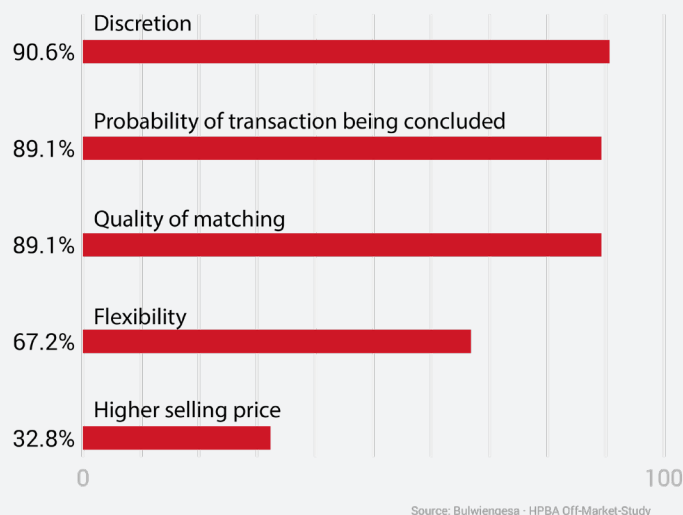 Discretion
90.6%
Probability of transaction being concluded
89.1%
Quality of matching
89.1%
Flexibility
67.2%
Higher selling price
32.8%
0 100
Source: Bulwiengesa · HPBA Off-Market-Study